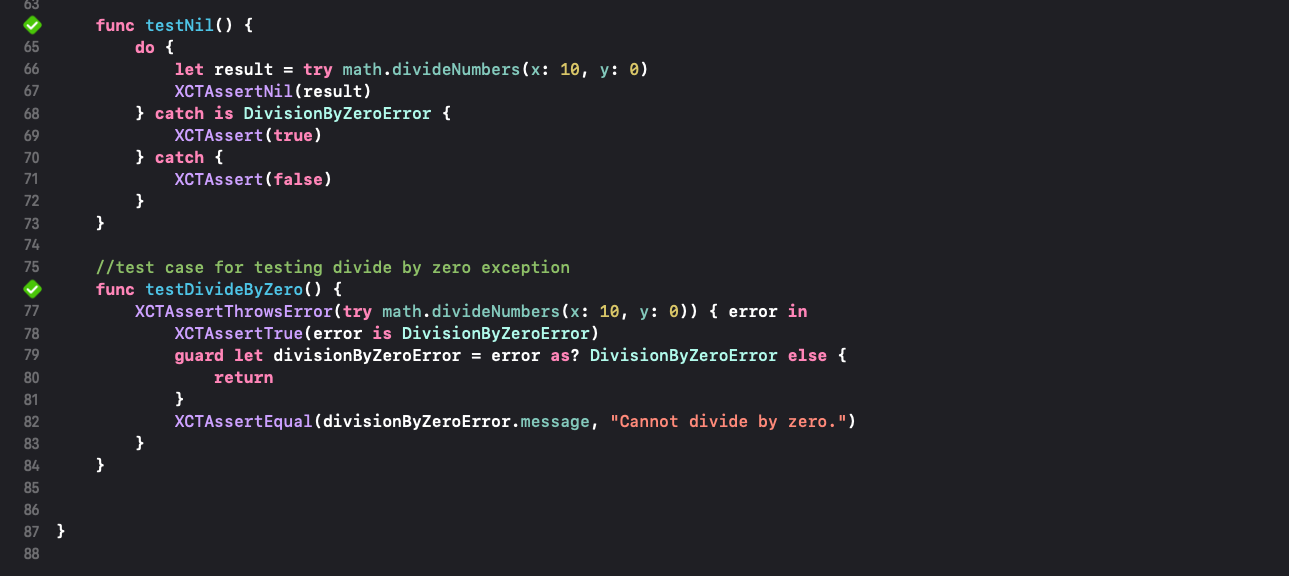 63
func testNil() {
65 do {
66 let result = try math.divideNumbers(x: 10, y: 0)
67 XCTAssertNil(result)
68 } catch is DivisionByZeroError {
69 XCTAssert(true)
70 } catch {
71 XCTAssert(false)
72 }
73 }
74
75 //test case for testing divide by zero exception
func testDivideByZero() {
77 XCTAssertThrowsError(try math.divideNumbers(x: 10, y: 0)) { error in
78 XCTAssertTrue(error is DivisionByZeroError)
79 guard let divisionByZeroError = error as? DivisionByZeroError else {
80 return
81 }
82 XCTAssertEqual(divisionByZeroError.message, "Cannot divide by zero.")
83 }
84 }
85
86
87 }
88